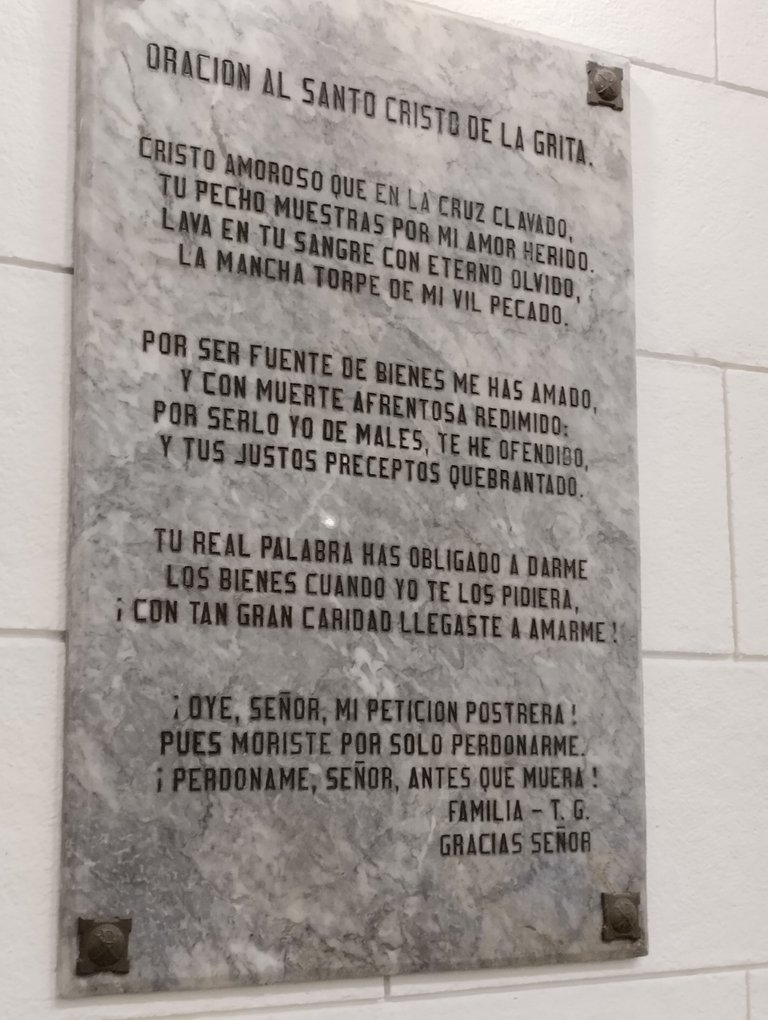 ORACION AL SANTO CRISTO DE LA GRITA.
CRISTO AMOROSO QUE EN LA CRUZ CLAVADO,
TU PECHO MUESTRAS POR MI AMOR HERIDO.
LAVA EN TU SANGRE CON ETERNO OLVIDO,
LA MANCHA TORPE DE MI VIL PECADO.
POR SER FUENTE DE BIENES ME HAS AMADO,
Y CON MUERTE AFRENTOSA REDIMIDO;
POR SERLO YO DE MALES, TE HE OFENDIDO,
Y TUS JUSTOS PRECEPTOS QUEBRANTADO.
TU REAL PALABRA HAS OBLIGADO A DARME
LOS BIENES CUANDO YO TE LOS PIDIERA,
¡CON TAN GRAN CARIDAD LLEGASTE A AMARME!
¡OYE, SEÑOR, MI PETICION POSTRERA!
PUES MORISTE POR SOLO PERDONARME.
¡PERDONAME, SEÑOR, ANTES QUE MUERA!
FAMILIA - T. G.
GRACIAS SEÑOR